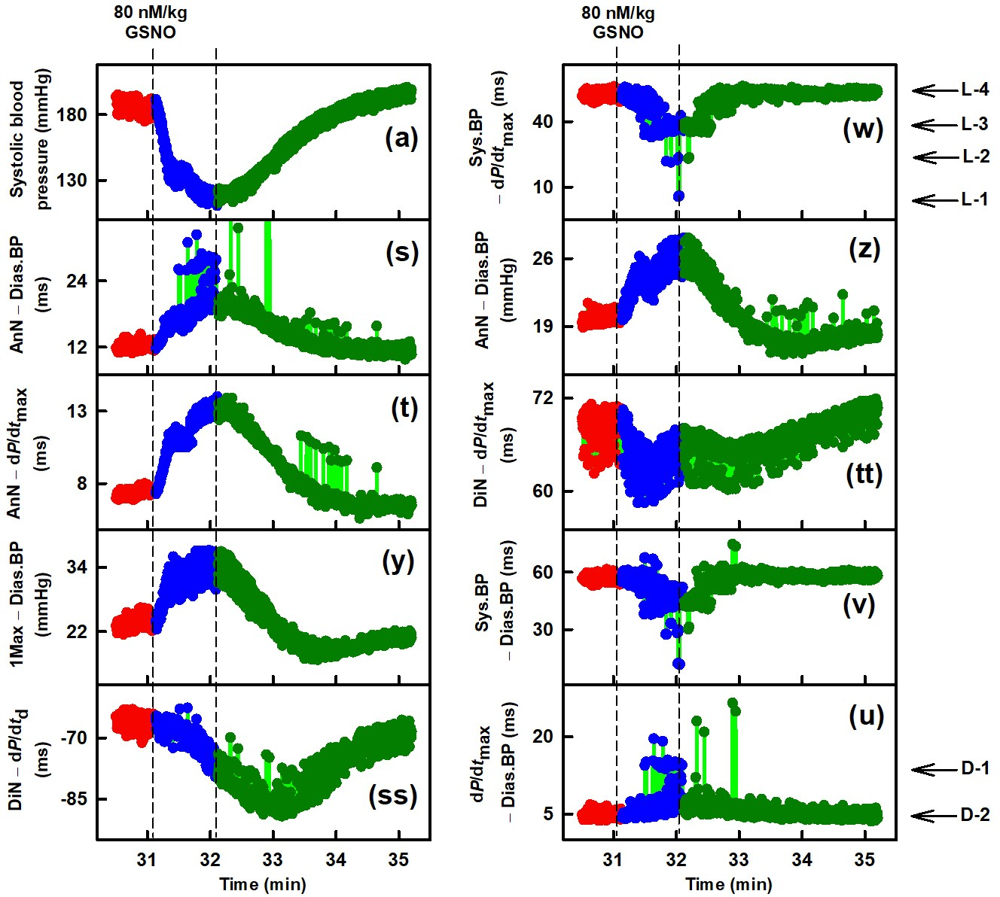 80 nM/kg
GSNO
80 nM/kg
GSNO
Systolic blood
pressure (mmHg)
180
130
(a)
Sys.BP
– dP/dtmax (ms)
40
10
(w)
L-4
L-3
L-2
L-1
AnN – Dias.BP
(ms)
24
12
(s)
AnN – Dias.BP
(mmHg)
26
19
(z)
AnN – dP/dtmax
(ms)
13
8
(t)
DiN – dP/dtmax
(ms)
72
60
(tt)
1Max – Dias.BP
(mmHg)
34
22
(y)
Sys.BP
– Dias.BP (ms)
60
30
(v)
DiN – dP/dtd
(ms)
-70
-85
(ss)
dP/dtmax
– Dias.BP (ms)
20
5
(u)
D-1
D-2
31 32 33 34 35
Time (min)
31 32 33 34 35
Time (min)